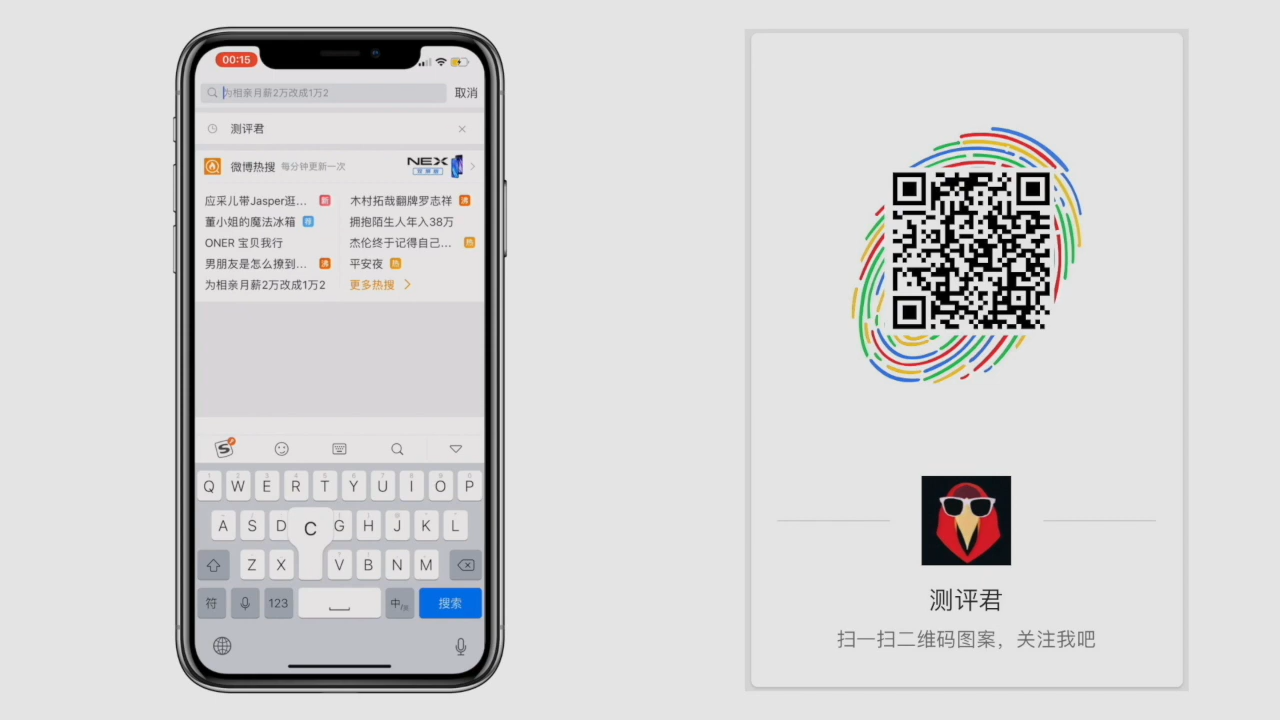 00:15
为相亲月薪2万改成1万2
取消
测评君
微博热搜 每分钟更新一次
NEX
应采儿带Jasper逛... 新
木村拓哉翻牌罗志祥 沸
董小姐的魔法冰箱 荐
拥抱陌生人年入38万
ONER 宝贝我行
杰伦终于记得自己... 热
男朋友是怎么撩到... 沸
平安夜 热
为相亲月薪2万改成1万2
更多热搜
S
Q W E R T Y U I O P
A S D C G H J K L
Z X V B N M
符 123 中 搜索
测评君
扫一扫二维码图案，关注我吧